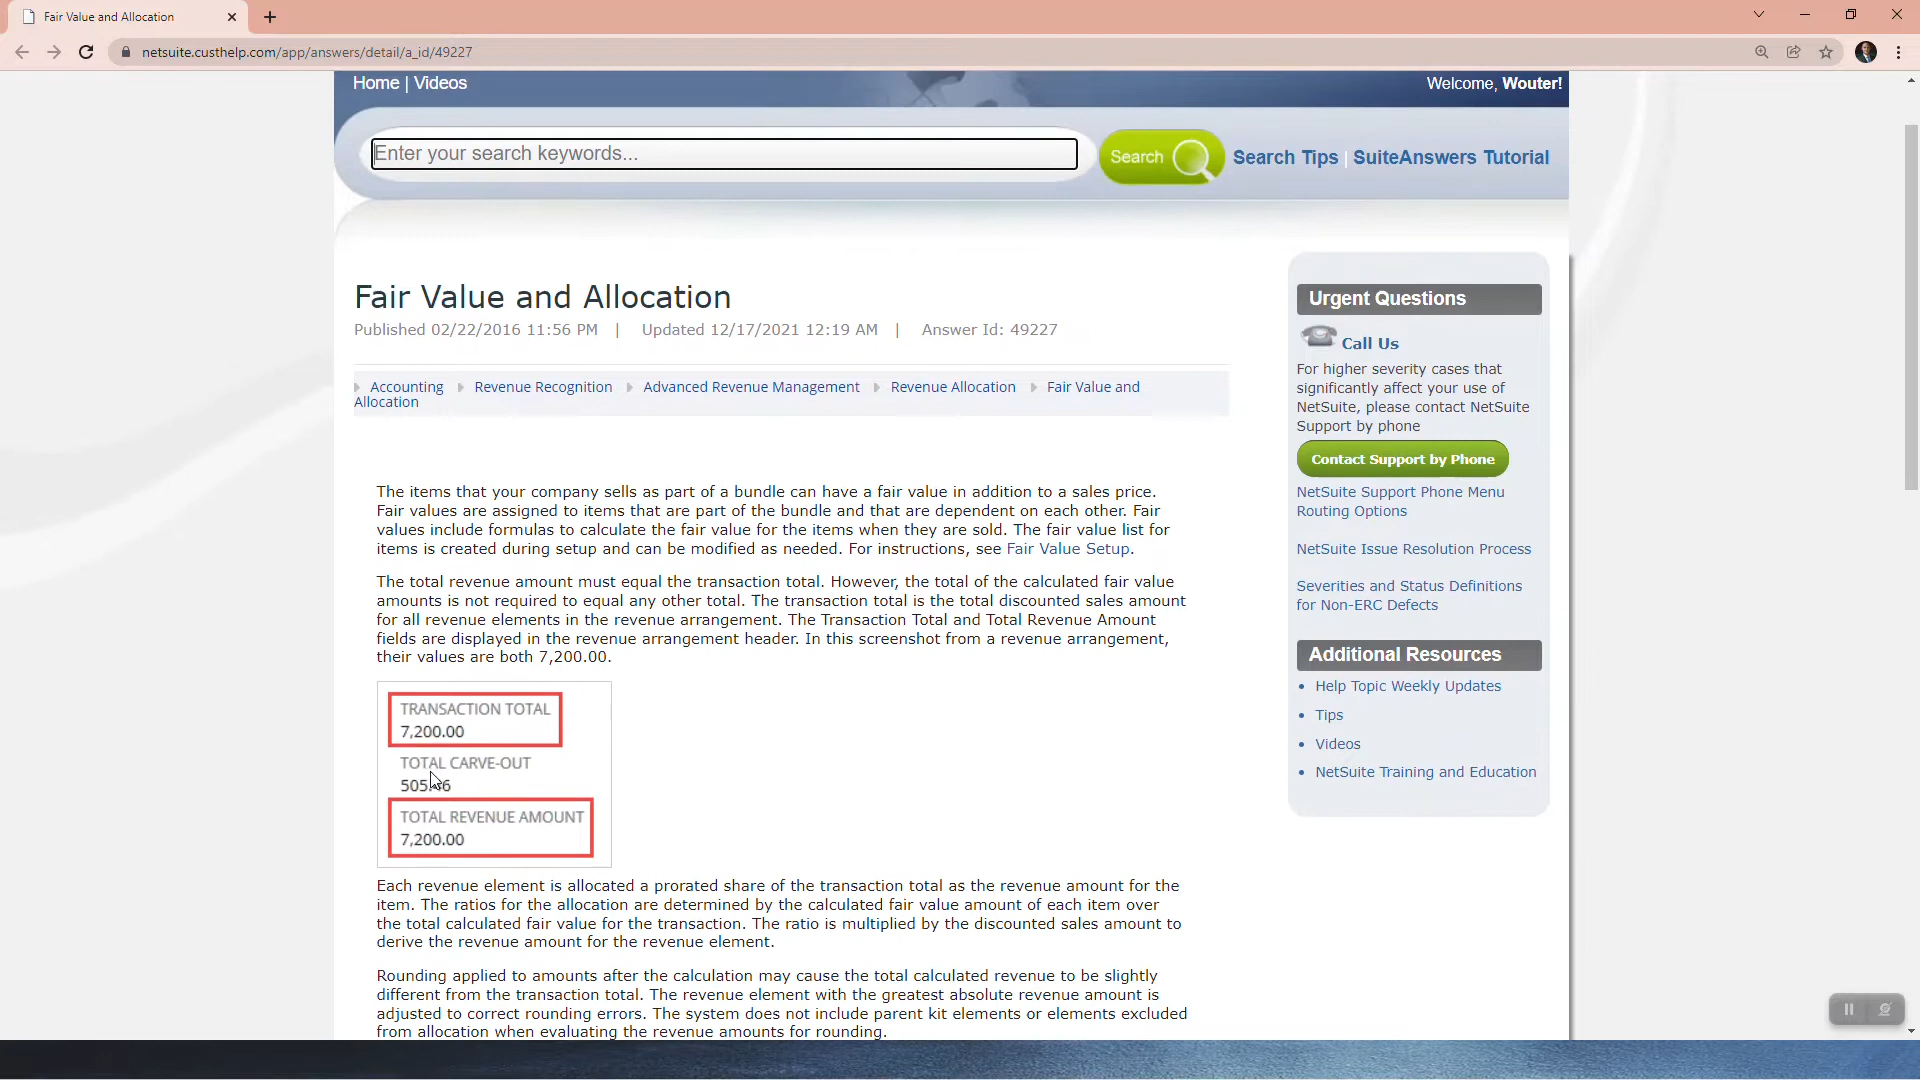 Fair Value and Allocation
netsuite.custhelp.com/app/answers/detail/a_id/49227
Home | Videos
Welcome, Wouter!
Enter your search keywords...
Search
Search Tips | SuiteAnswers Tutorial
Fair Value and Allocation
Published 02/22/2016 11:56 PM | Updated 12/17/2021 12:19 AM | Answer Id: 49227
Accounting Revenue Recognition Advanced Revenue Management Revenue Allocation Fair Value and
Allocation
The items that your company sells as part of a bundle can have a fair value in addition to a sales price.
Fair values are assigned to items that are part of the bundle and that are dependent on each other. Fair
values include formulas to calculate the fair value for the items when they are sold. The fair value list for
items is created during setup and can be modified as needed. For instructions, see Fair Value Setup.
The total revenue amount must equal the transaction total. However, the total of the calculated fair value
amounts is not required to equal any other total. The transaction total is the total discounted sales amount
for all revenue elements in the revenue arrangement. The Transaction Total and Total Revenue Amount
fields are displayed in the revenue arrangement header. In this screenshot from a revenue arrangement,
their values are both 7,200.00.
TRANSACTION TOTAL
7,200.00
TOTAL CARVE-OUT
TOTAL REVENUE AMOUNT
7,200.00
Each revenue element is allocated a prorated share of the transaction total as the revenue amount for the
item. The ratios for the allocation are determined by the calculated fair value amount of each item over
the total calculated fair value for the transaction. The ratio is multiplied by the discounted sales amount to
derive the revenue amount for the revenue element.
Rounding applied to amounts after the calculation may cause the total calculated revenue to be slightly
different from the transaction total. The revenue element with the greatest absolute revenue amount is
adjusted to correct rounding errors. The system does not include parent kit elements or elements excluded
from allocation when evaluating the revenue amounts for rounding.
Urgent Questions
Call Us
For higher severity cases that
significantly affect your use of
NetSuite, please contact NetSuite
Support by phone
Contact Support by Phone
NetSuite Support Phone Menu
Routing Options
NetSuite Issue Resolution Process
Severities and Status Definitions
for Non-ERC Defects
Additional Resources
Help Topic Weekly Updates
Tips
Videos
NetSuite Training and Education